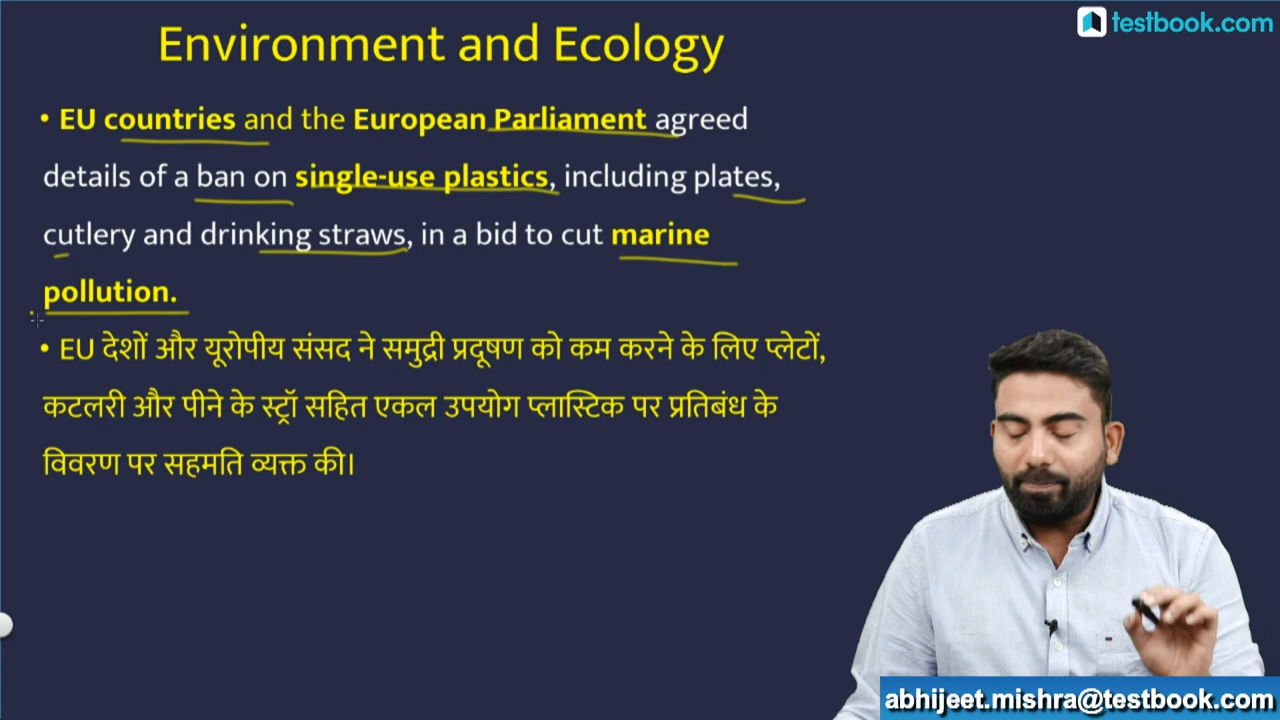 Environment and Ecology
testbook.com
• EU countries and the European Parliament agreed
details of a ban on single-use plastics, including plates,
cutlery and drinking straws, in a bid to cut marine
pollution.
• EU देशों और यूरोपीय संसद ने समुद्री प्रदूषण को कम करने के लिए प्लेटों,
कटलरी और पीने के स्ट्रॉ सहित एकल उपयोग प्लास्टिक पर प्रतिबंध के
विवरण पर सहमति व्यक्त की।
abhijeet.mishra@testbook.com